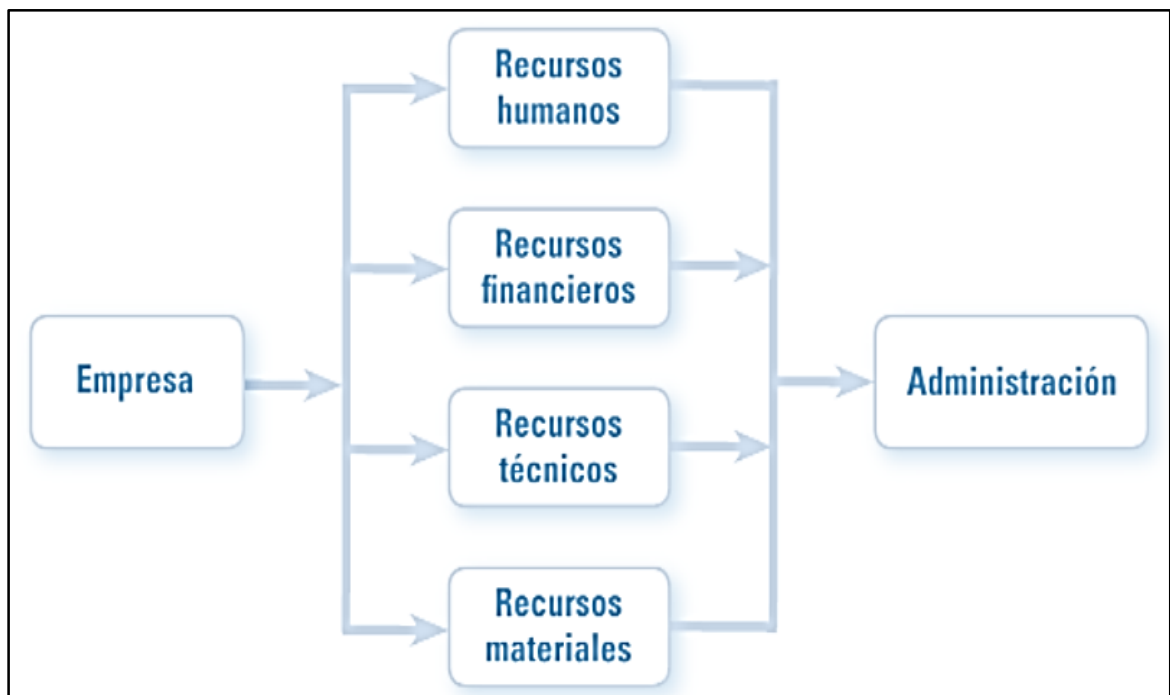 Empresa
Recursos
humanos
Recursos
financieros
Recursos
técnicos
Recursos
materiales
Administración